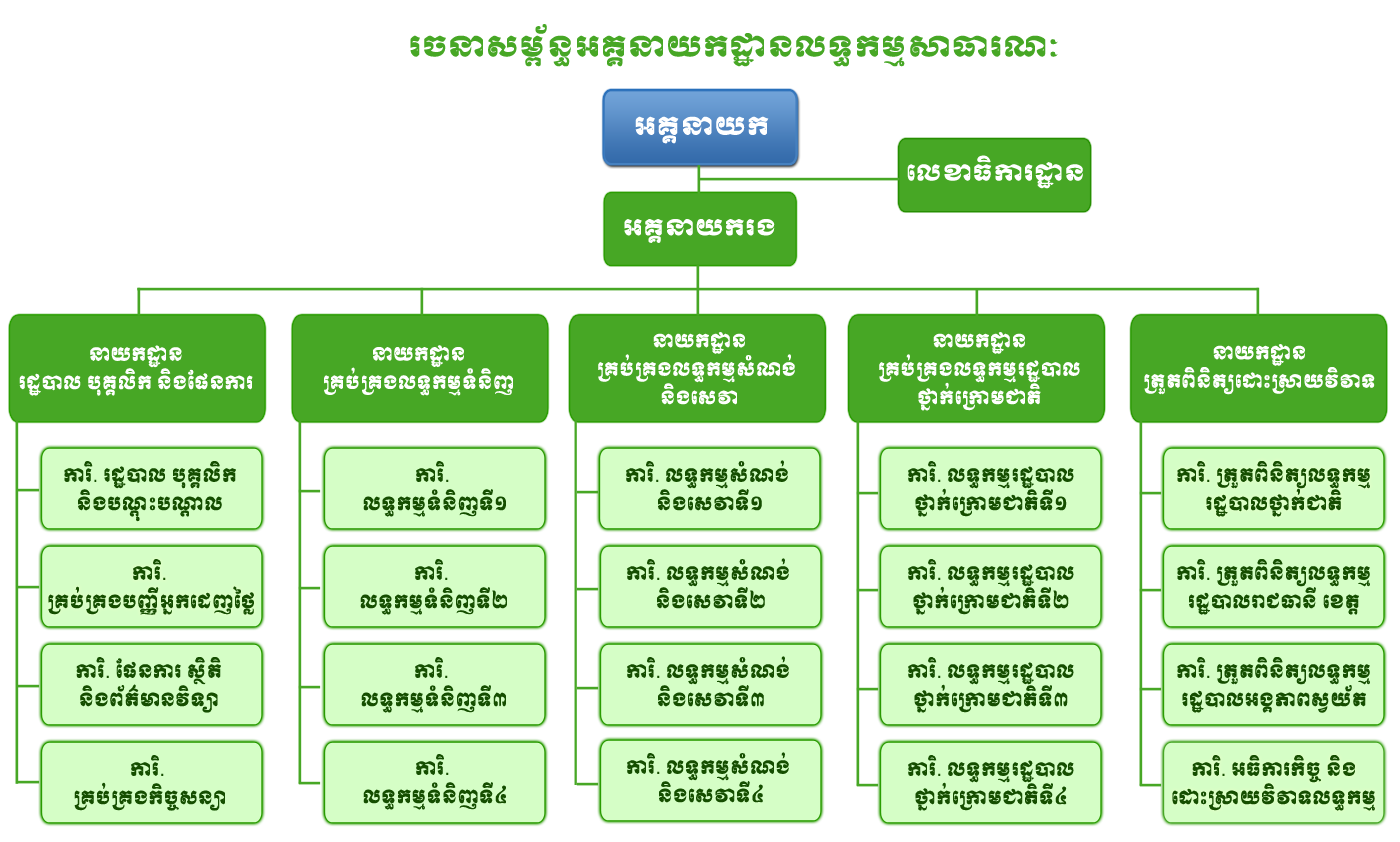 រចនាសម្ព័ន្ធអគ្គនាយកដ្ឋានលទ្ធកម្មសាធារណៈ
អគ្គនាយក
លេខាធិការដ្ឋាន
អគ្គនាយករង
នាយកដ្ឋាន
រដ្ឋបាល បុគ្គលិក និងផែនការ
នាយកដ្ឋាន
គ្រប់គ្រងលទ្ធកម្មទំនិញ
នាយកដ្ឋាន
គ្រប់គ្រងលទ្ធកម្មសំណង់
និងសេវា
នាយកដ្ឋាន
គ្រប់គ្រងលទ្ធកម្មរដ្ឋបាល
ថ្នាក់ក្រោមជាតិ
នាយកដ្ឋាន
ត្រួតពិនិត្យដោះស្រាយវិវាទ
ការិ. រដ្ឋបាល បុគ្គលិក
និងបណ្តុះបណ្តាល
ការិ.
គ្រប់គ្រងបញ្ជីអ្នកដេញថ្លៃ
ការិ. ផែនការ ស្ថិតិ
និងព័ត៌មានវិទ្យា
ការិ.
គ្រប់គ្រងកិច្ចសន្យា
ការិ.
លទ្ធកម្មទំនិញទី១
ការិ.
លទ្ធកម្មទំនិញទី២
ការិ.
លទ្ធកម្មទំនិញទី៣
ការិ.
លទ្ធកម្មទំនិញទី៤
ការិ. លទ្ធកម្មសំណង់
និងសេវាទី១
ការិ. លទ្ធកម្មសំណង់
និងសេវាទី២
ការិ. លទ្ធកម្មសំណង់
និងសេវាទី៣
ការិ. លទ្ធកម្មសំណង់
និងសេវាទី៤
ការិ. លទ្ធកម្មរដ្ឋបាល
ថ្នាក់ក្រោមជាតិទី១
ការិ. លទ្ធកម្មរដ្ឋបាល
ថ្នាក់ក្រោមជាតិទី២
ការិ. លទ្ធកម្មរដ្ឋបាល
ថ្នាក់ក្រោមជាតិទី៣
ការិ. លទ្ធកម្មរដ្ឋបាល
ថ្នាក់ក្រោមជាតិទី៤
ការិ. ត្រួតពិនិត្យលទ្ធកម្ម
រដ្ឋបាលថ្នាក់ជាតិ
ការិ. ត្រួតពិនិត្យលទ្ធកម្ម
រដ្ឋបាលរាជធានី ខេត្ត
ការិ. ត្រួតពិនិត្យលទ្ធកម្ម
រដ្ឋបាលអង្គភាពស្វយ័ត
ការិ. អធិការកិច្ច និង
ដោះស្រាយវិវាទលទ្ធកម្ម